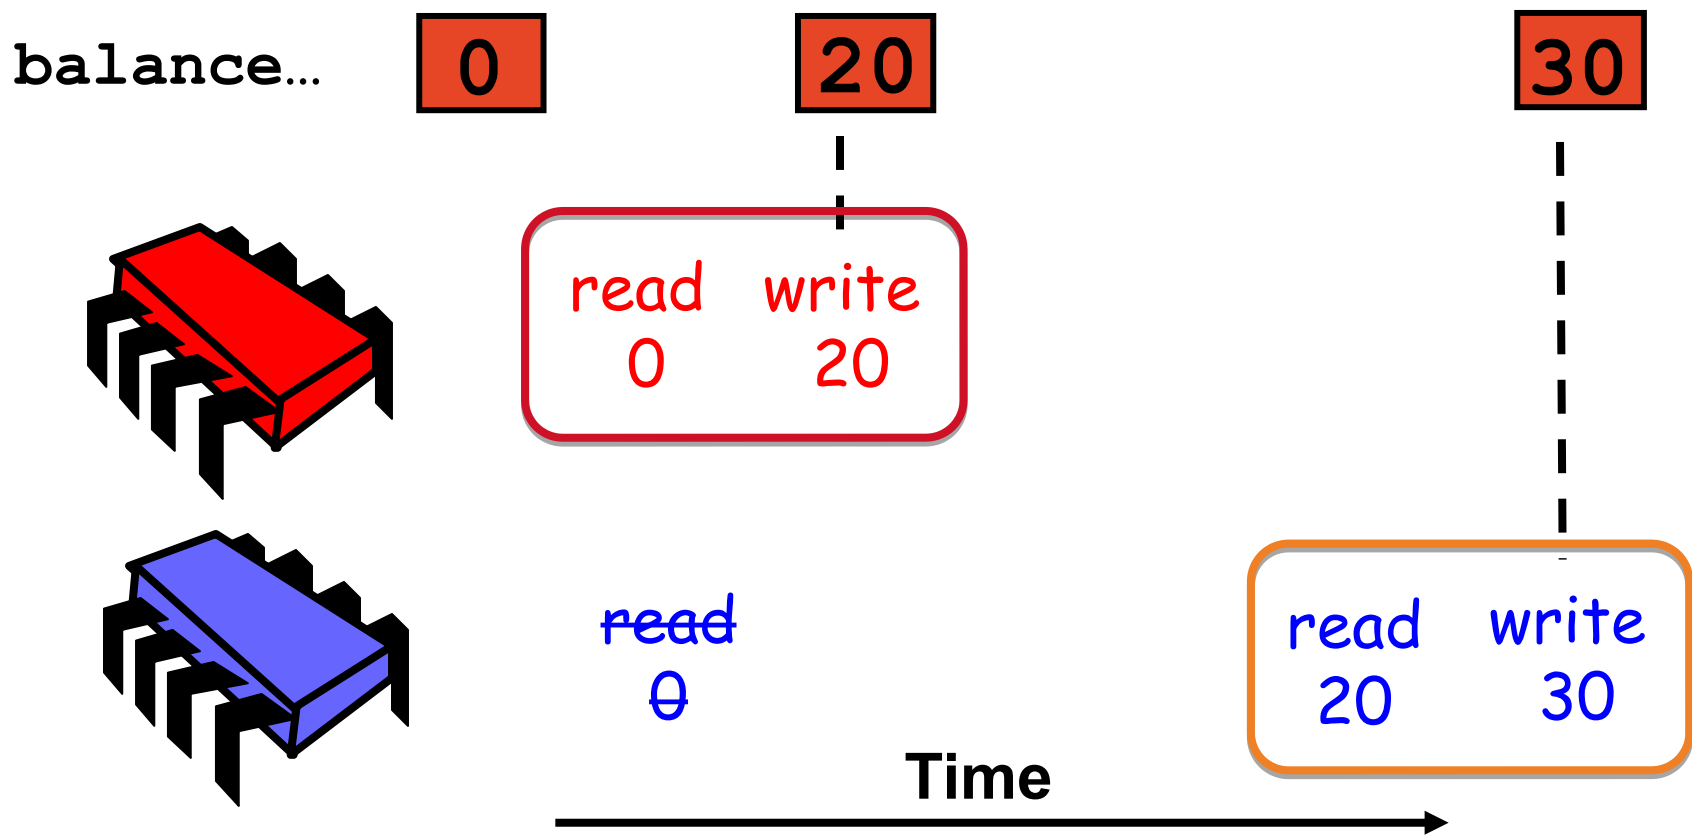 balance… 0 20 30
read write
0 20
read
0
read write
20 30
Time